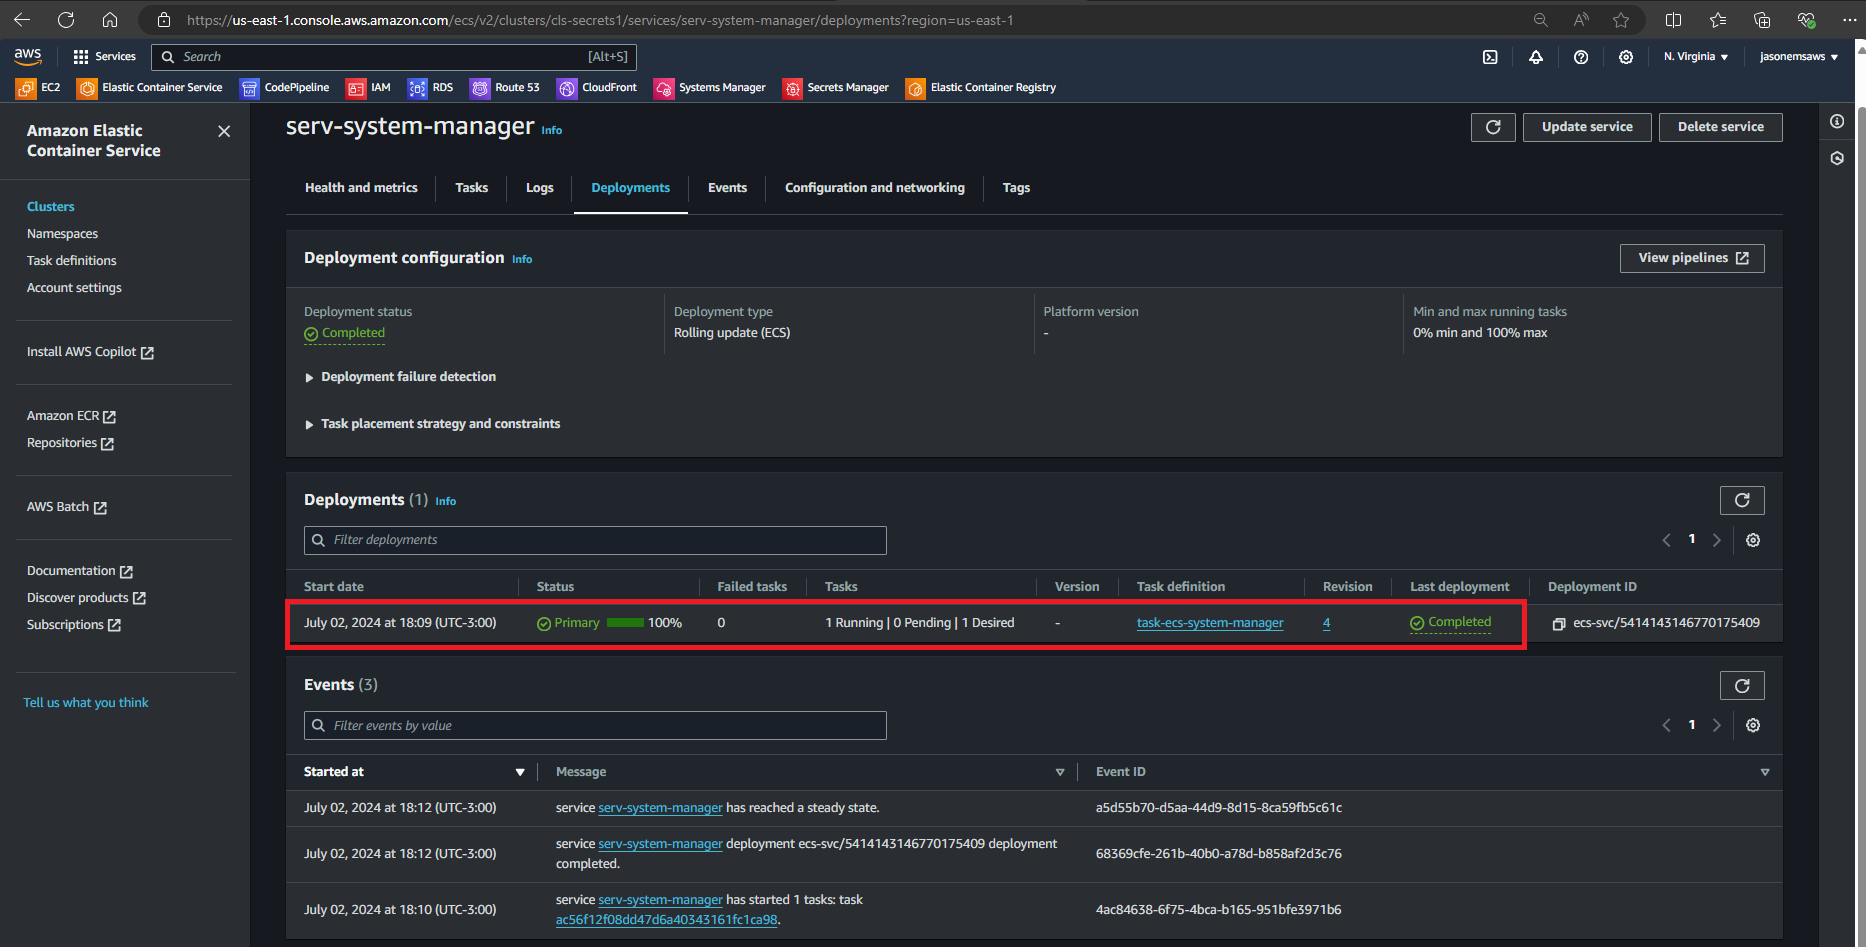 https://us-east-1.console.aws.amazon.com/ecs/v2/clusters/cls-secrets1/services/serv-system-manager/deployments?region=us-east-1
aws Services Search [Alt+S] N. Virginia jasonemsaws
EC2 Elastic Container Service CodePipeline IAM RDS Route 53 CloudFront Systems Manager Secrets Manager Elastic Container Registry
Amazon Elastic
Container Service
Clusters
Namespaces
Task definitions
Account settings
Install AWS Copilot
Amazon ECR
Repositories
AWS Batch
Documentation
Discover products
Subscriptions
Tell us what you think
serv-system-manager Info
Update service Delete service
Health and metrics Tasks Logs Deployments Events Configuration and networking Tags
Deployment configuration Info View pipelines
Deployment status Deployment type Platform version Min and max running tasks
Completed Rolling update (ECS) - 0% min and 100% max
Deployment failure detection
Task placement strategy and constraints
Deployments (1) Info
Filter deployments
1
Start date Status Failed tasks Tasks Version Task definition Revision Last deployment Deployment ID
July 02, 2024 at 18:09 (UTC-3:00) Primary 100% 0 1 Running | 0 Pending | 1 Desired - task-ecs-system-manager 4 Completed ecs-svc/5414143146770175409
Events (3)
Filter events by value
1
Started at Message Event ID
July 02, 2024 at 18:12 (UTC-3:00) service serv-system-manager has reached a steady state. a5d55b70-d5aa-44d9-8d15-8ca59fb5c61c
July 02, 2024 at 18:12 (UTC-3:00) service serv-system-manager deployment ecs-svc/5414143146770175409 deployment
completed. 68369cfe-261b-40b0-a78d-b858af2d3c76
July 02, 2024 at 18:10 (UTC-3:00) service serv-system-manager has started 1 tasks: task
ac56f12f08dd47d6a40343161fc1ca98. 4ac84638-6f75-4bca-b165-951bfe3971b6